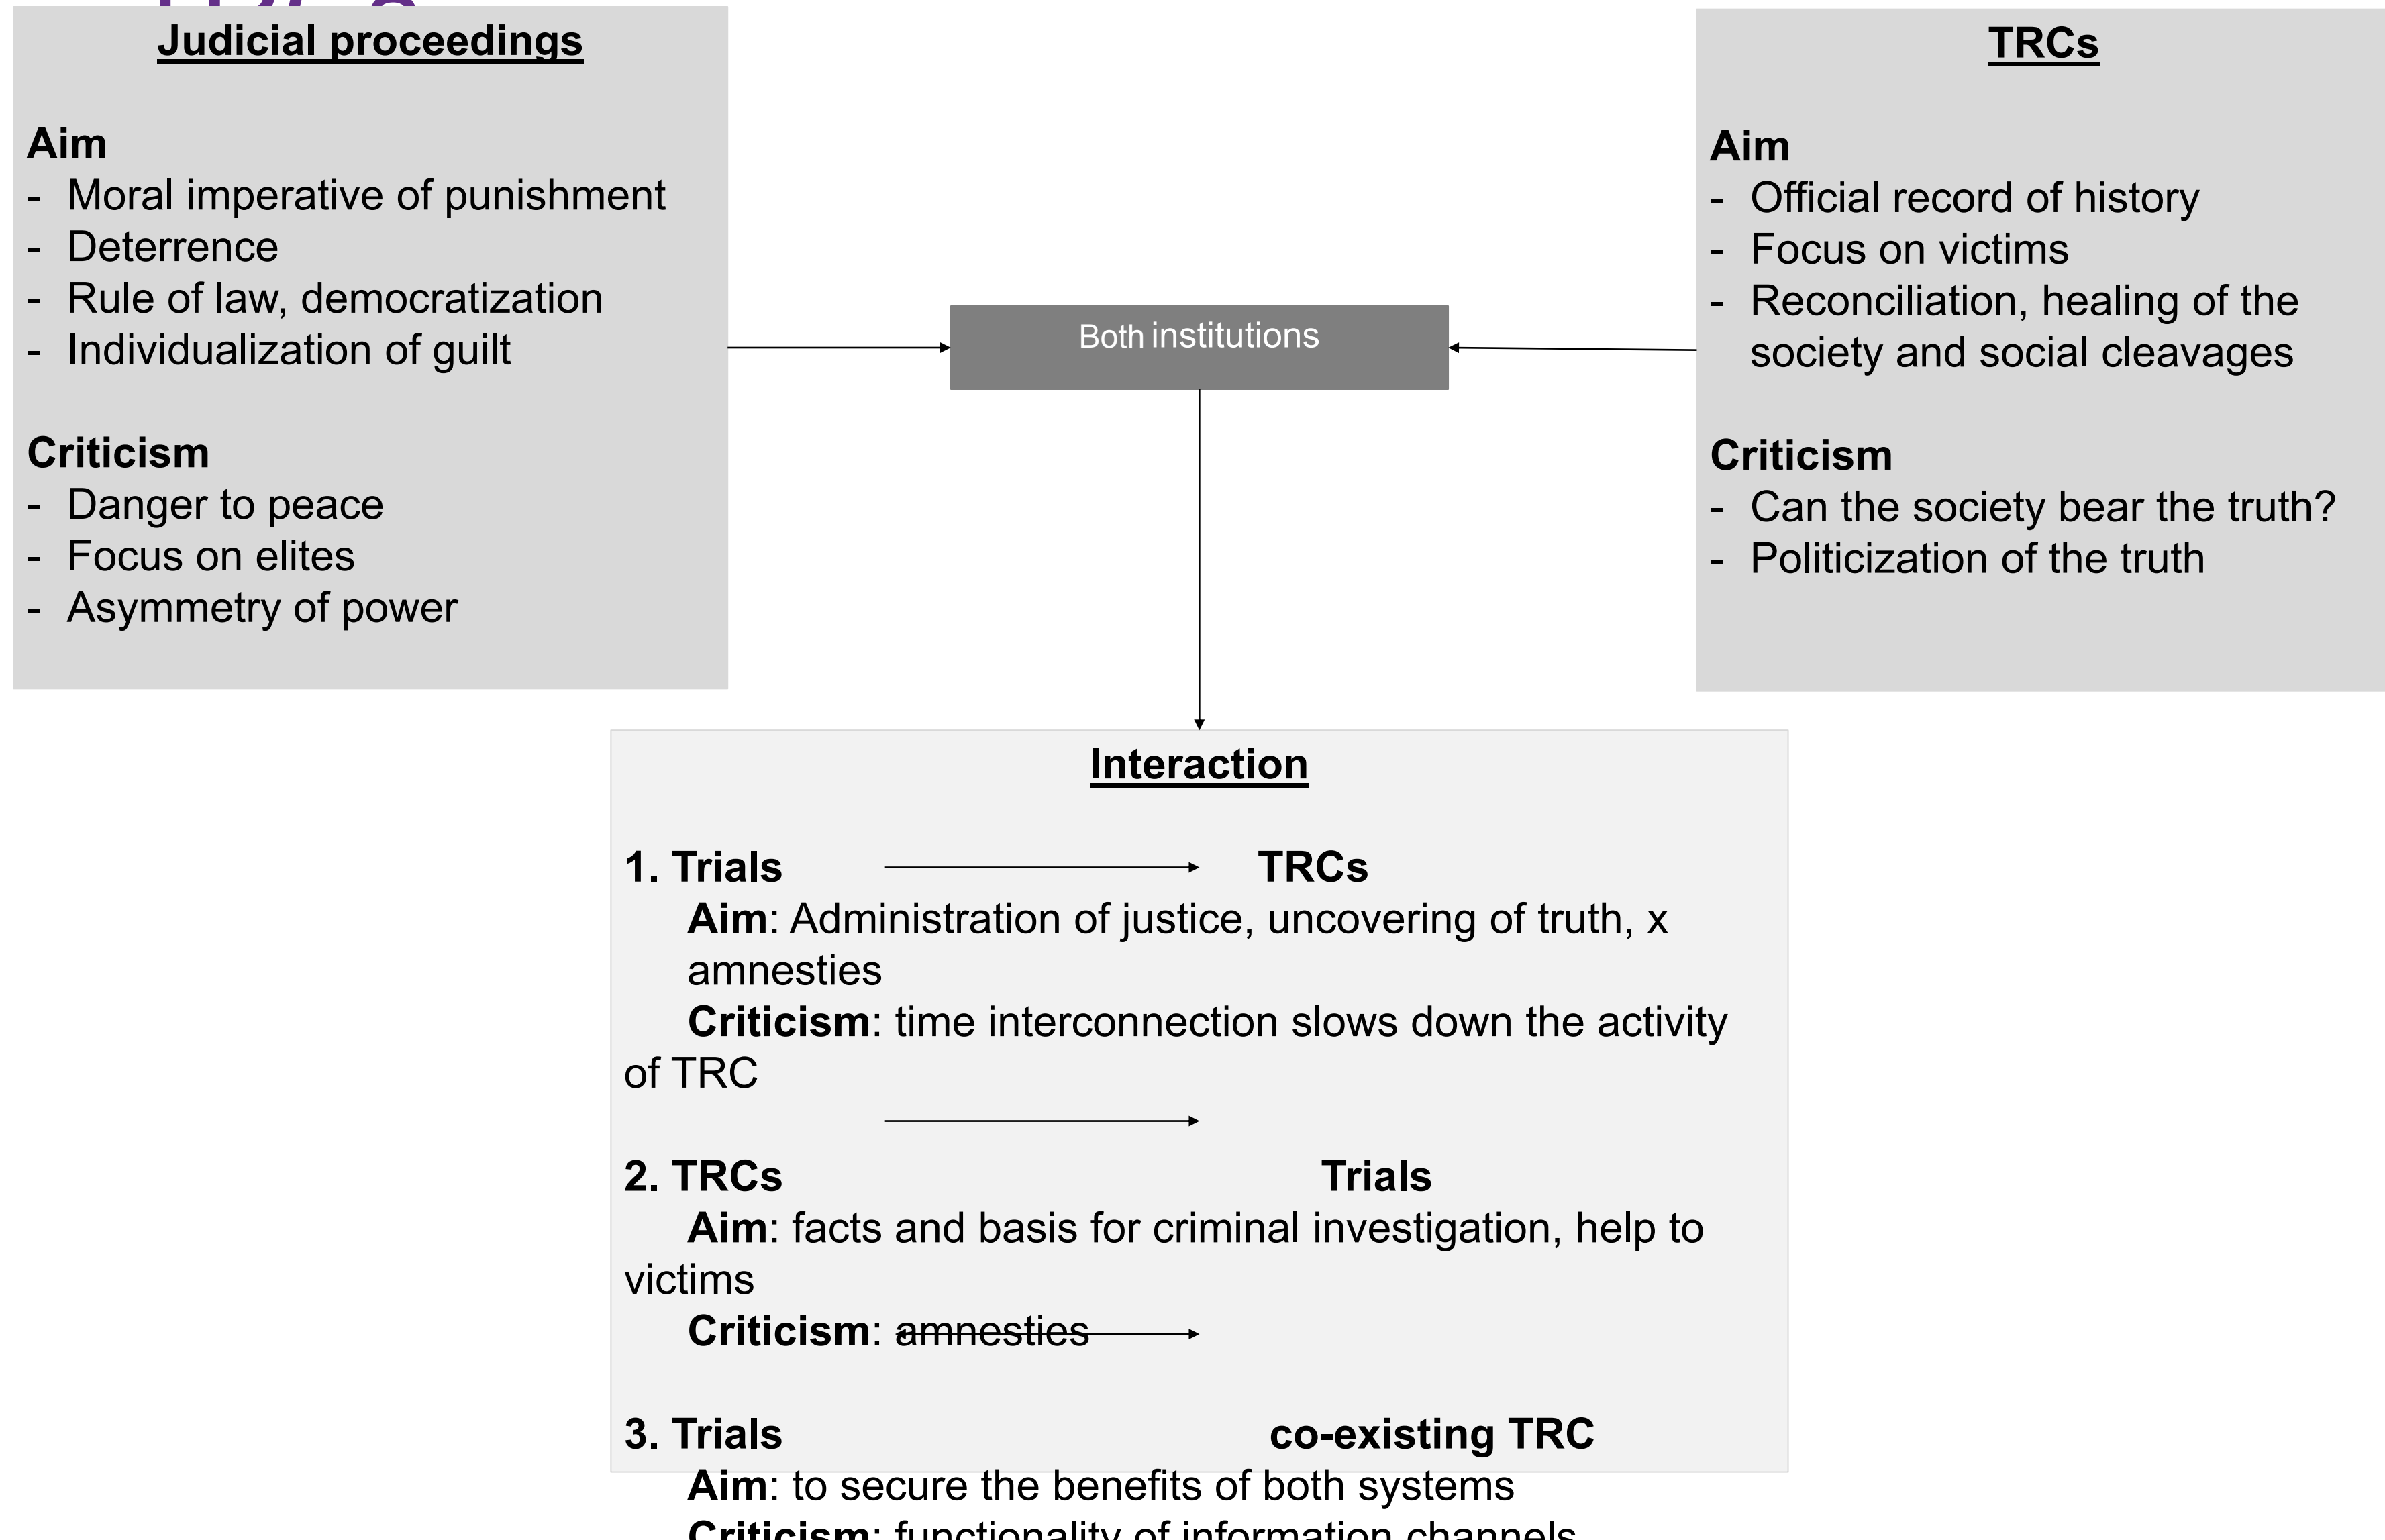 Judicial proceedings
Aim
- Moral imperative of punishment
- Deterrence
- Rule of law, democratization
- Individualization of guilt
Criticism
- Danger to peace
- Focus on elites
- Asymmetry of power
Both institutions
TRCs
Aim
- Official record of history
- Focus on victims
- Reconciliation, healing of the
society and social cleavages
Criticism
- Can the society bear the truth?
- Politicization of the truth
Interaction
1. Trials TRCs
Aim: Administration of justice, uncovering of truth, x
amnesties
Criticism: time interconnection slows down the activity
of TRC
2. TRCs Trials
Aim: facts and basis for criminal investigation, help to
victims
Criticism: amnesties
3. Trials co-existing TRC
Aim: to secure the benefits of both systems
Criticism: functionality of information channels